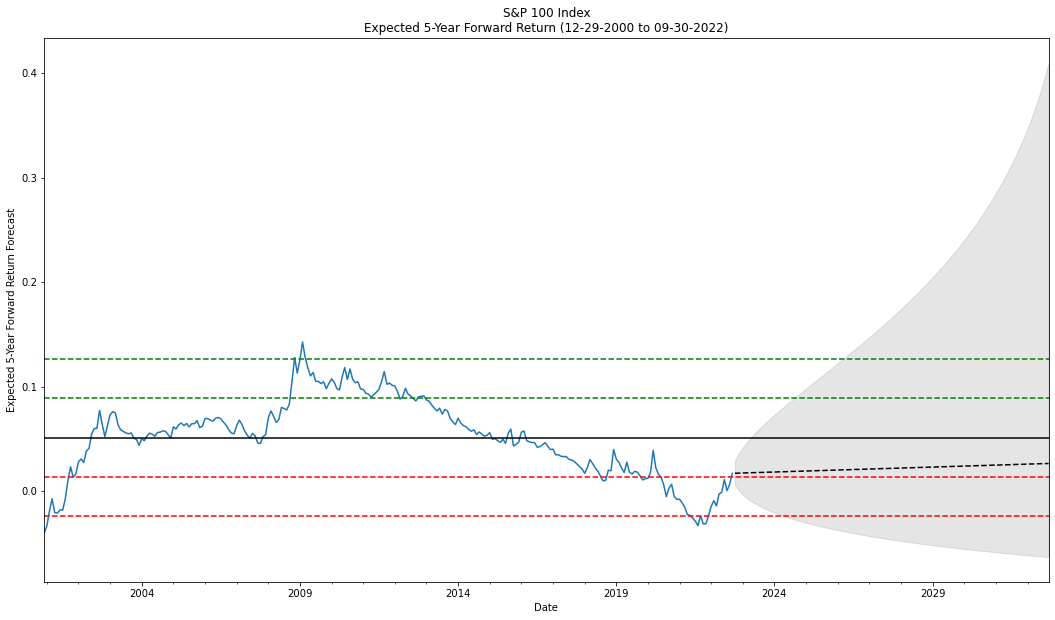 S&P 100 Index
Expected 5-Year Forward Return (12-29-2000 to 09-30-2022)
Expected 5-Year Forward Return Forecast
0.4
0.3
0.2
0.1
0.0
2004
2009
2014
2019
2024
2029
Date